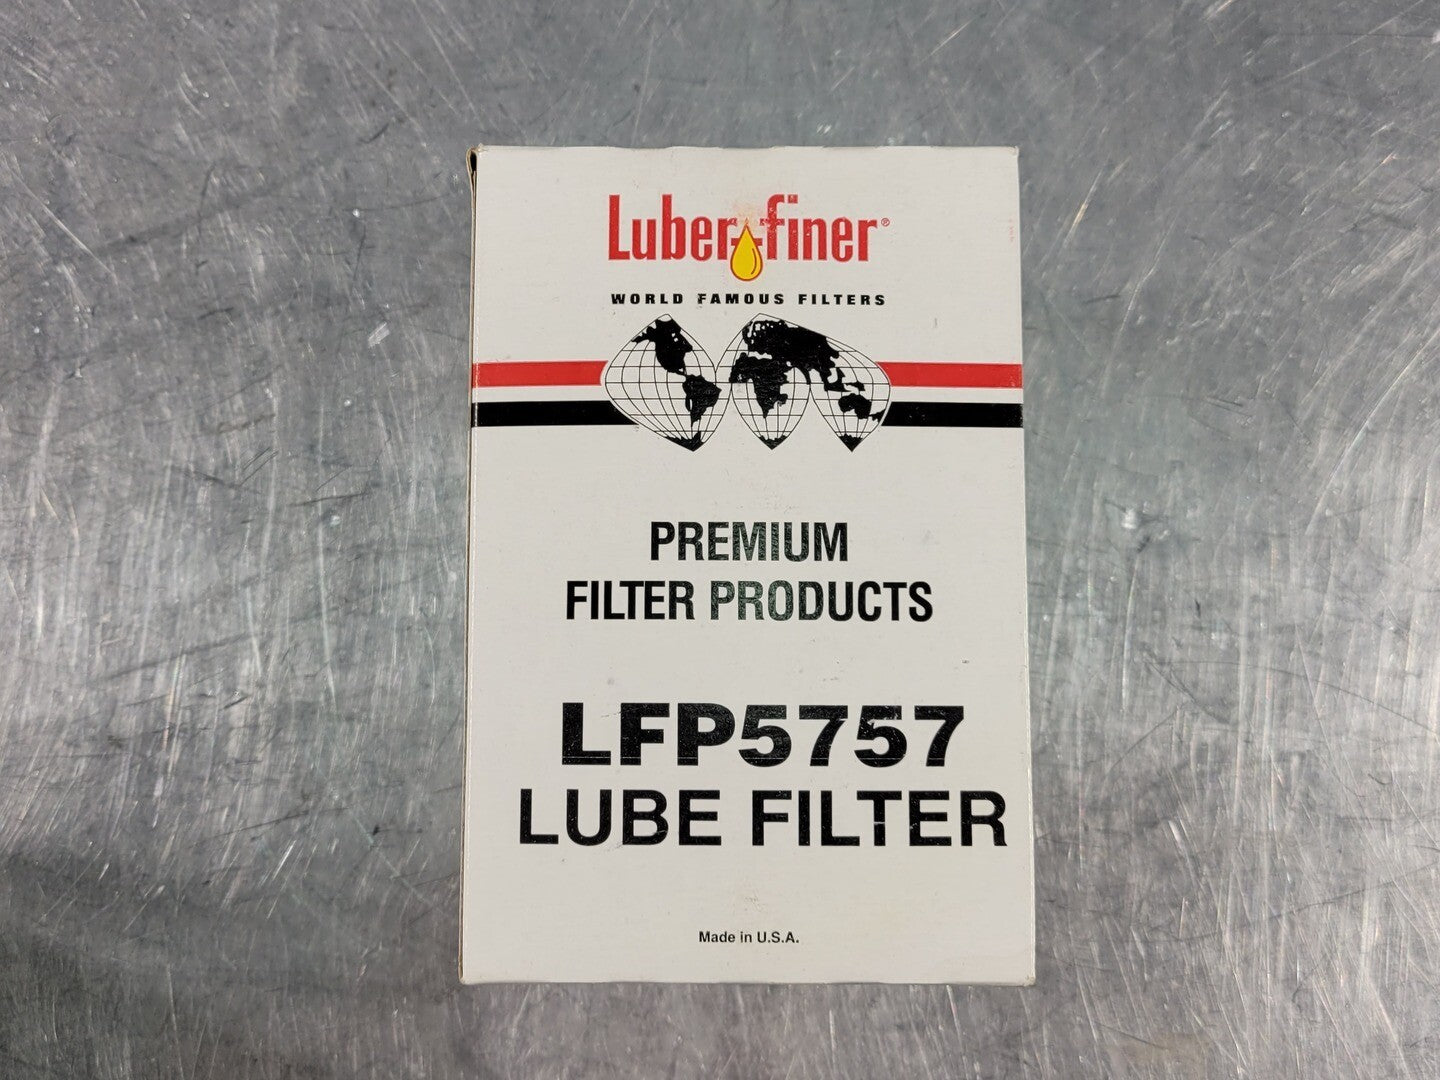 Luber-finer®
WORLD FAMOUS FILTERS
PREMIUM
FILTER PRODUCTS
LFP5757
LUBE FILTER
Made in U.S.A.